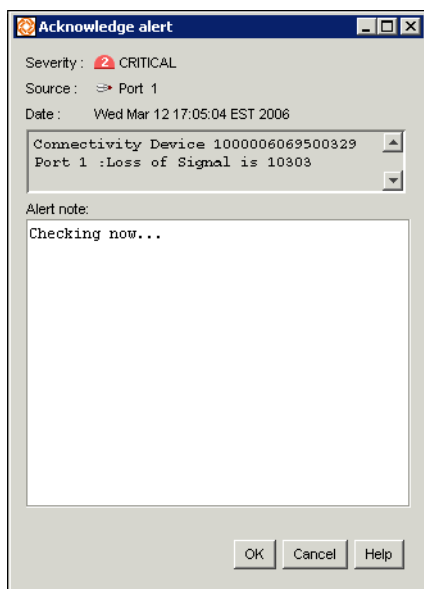 Acknowledge alert
Severity : 2 CRITICAL
Source : Port 1
Date : Wed Mar 12 17:05:04 EST 2006
Connectivity Device 1000006069500329
Port 1 :Loss of Signal is 10303
Alert note:
Checking now...
OK Cancel Help